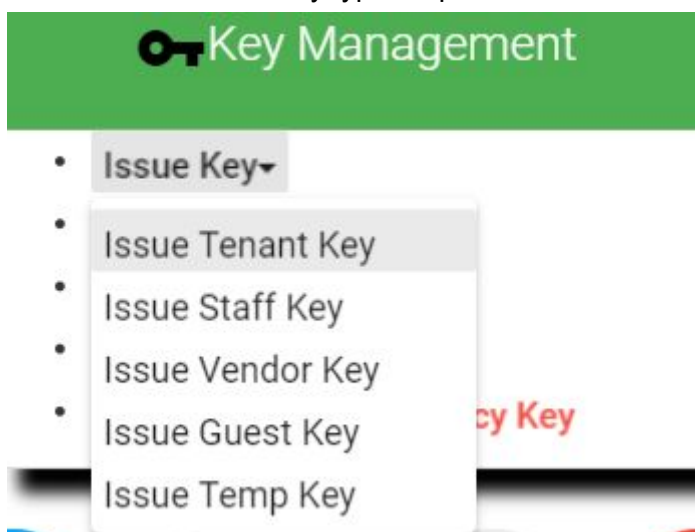 Key Management
Issue Key
Issue Tenant Key
Issue Staff Key
Issue Vendor Key
cy Key
Issue Guest Key
Issue Temp Key